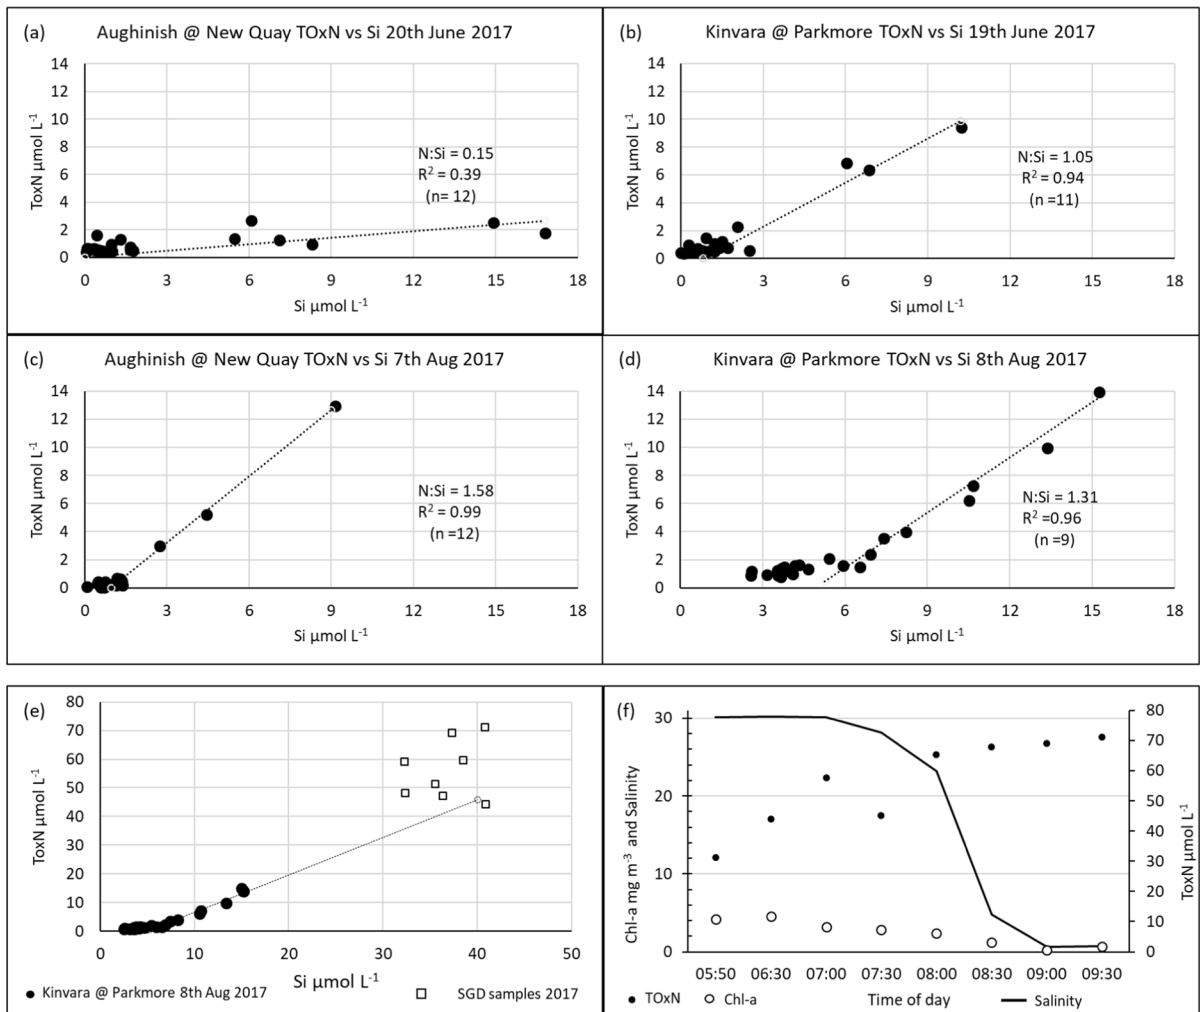 (a)
Aughinish @ New Quay TOxN vs Si 20th June 2017
14
12
10
8
6
4
2
0
ToxN µmol L-1
N:Si = 0.15
R2 = 0.39
(n= 12)
0 3 6 9 12 15 18
Si µmol L-1
(b)
Kinvara @ Parkmore TOxN vs Si 19th June 2017
14
12
10
8
6
4
2
0
ToxN µmol L-1
N:Si = 1.05
R2 = 0.94
(n =11)
0 3 6 9 12 15 18
Si µmol L-1
(c)
Aughinish @ New Quay TOxN vs Si 7th Aug 2017
14
12
10
8
6
4
2
0
ToxN µmol L-1
N:Si = 1.58
R2 = 0.99
(n =12)
0 3 6 9 12 15 18
Si µmol L-1
(d)
Kinvara @ Parkmore TOxN vs Si 8th Aug 2017
14
12
10
8
6
4
2
0
ToxN µmol L-1
N:Si = 1.31
R2 =0.96
(n =9)
0 3 6 9 12 15 18
Si µmol L-1
(e)
80
70
60
50
40
30
20
10
0
ToxN µmol L-1
0 10 20 30 40 50
Si µmol L-1
Kinvara @ Parkmore 8th Aug 2017
SGD samples 2017
(f)
30
20
10
0
Chl-a mg m-3 and Salinity
80
70
60
50
40
30
20
10
0
ToxN µmol L-1
05:50 06:30 07:00 07:30 08:00 08:30 09:00 09:30
TOxN Chl-a Time of day Salinity